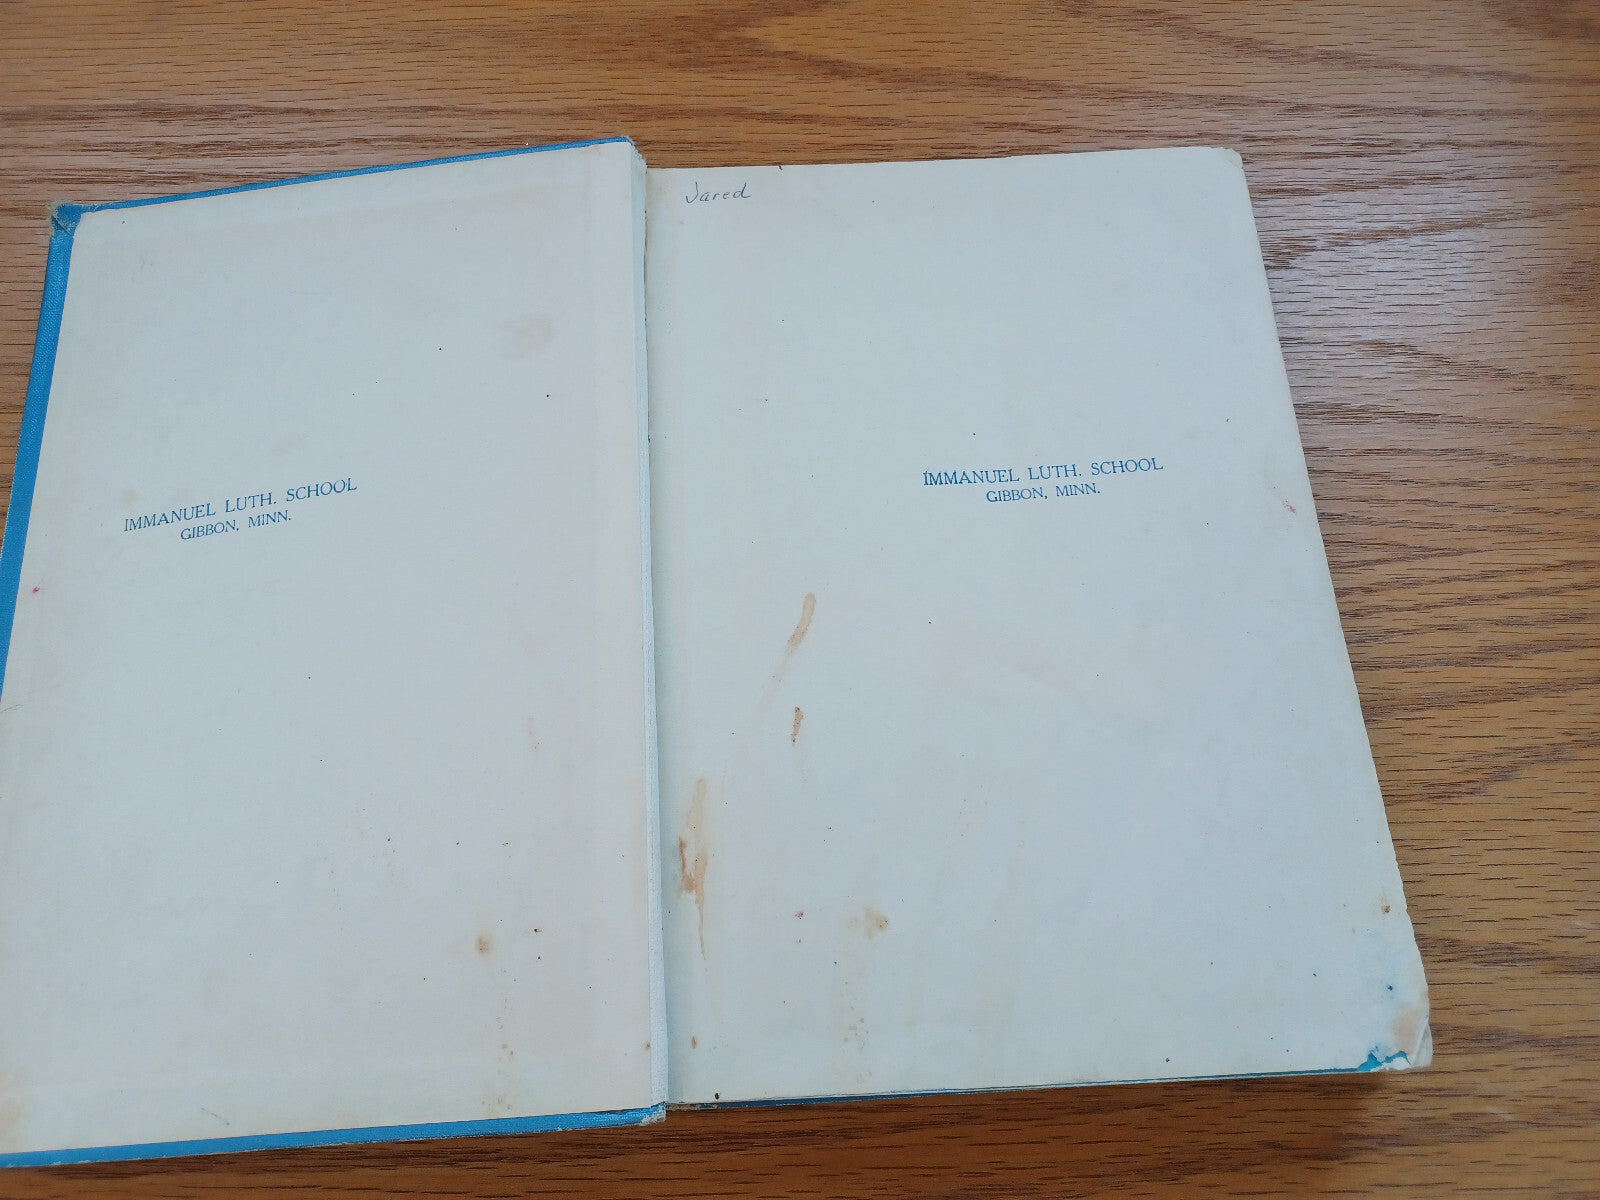 IMMANUEL LUTH. SCHOOL
GIBBON, MINN.
Jared
IMMANUEL LUTH. SCHOOL
GIBBON, MINN.